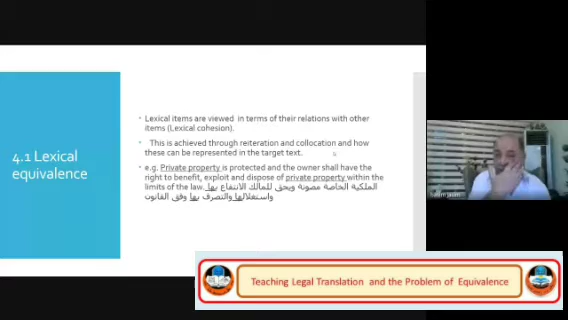 4.1 Lexical
equivalence
Lexical items are viewed in terms of their relations with other
items (Lexical cohesion).
This is achieved through reiteration and collocation and how
these can be represented in the target text.
e.g. Private property is protected and the owner shall have the
right to benefit, exploit and dispose of private property within the
limits of the law. الملكية الخاصة مصونة ويحق للمالك الانتفاع بها
واستغلالها والتصرف بها وفق القانون
Teaching Legal Translation and the Problem of Equivalence